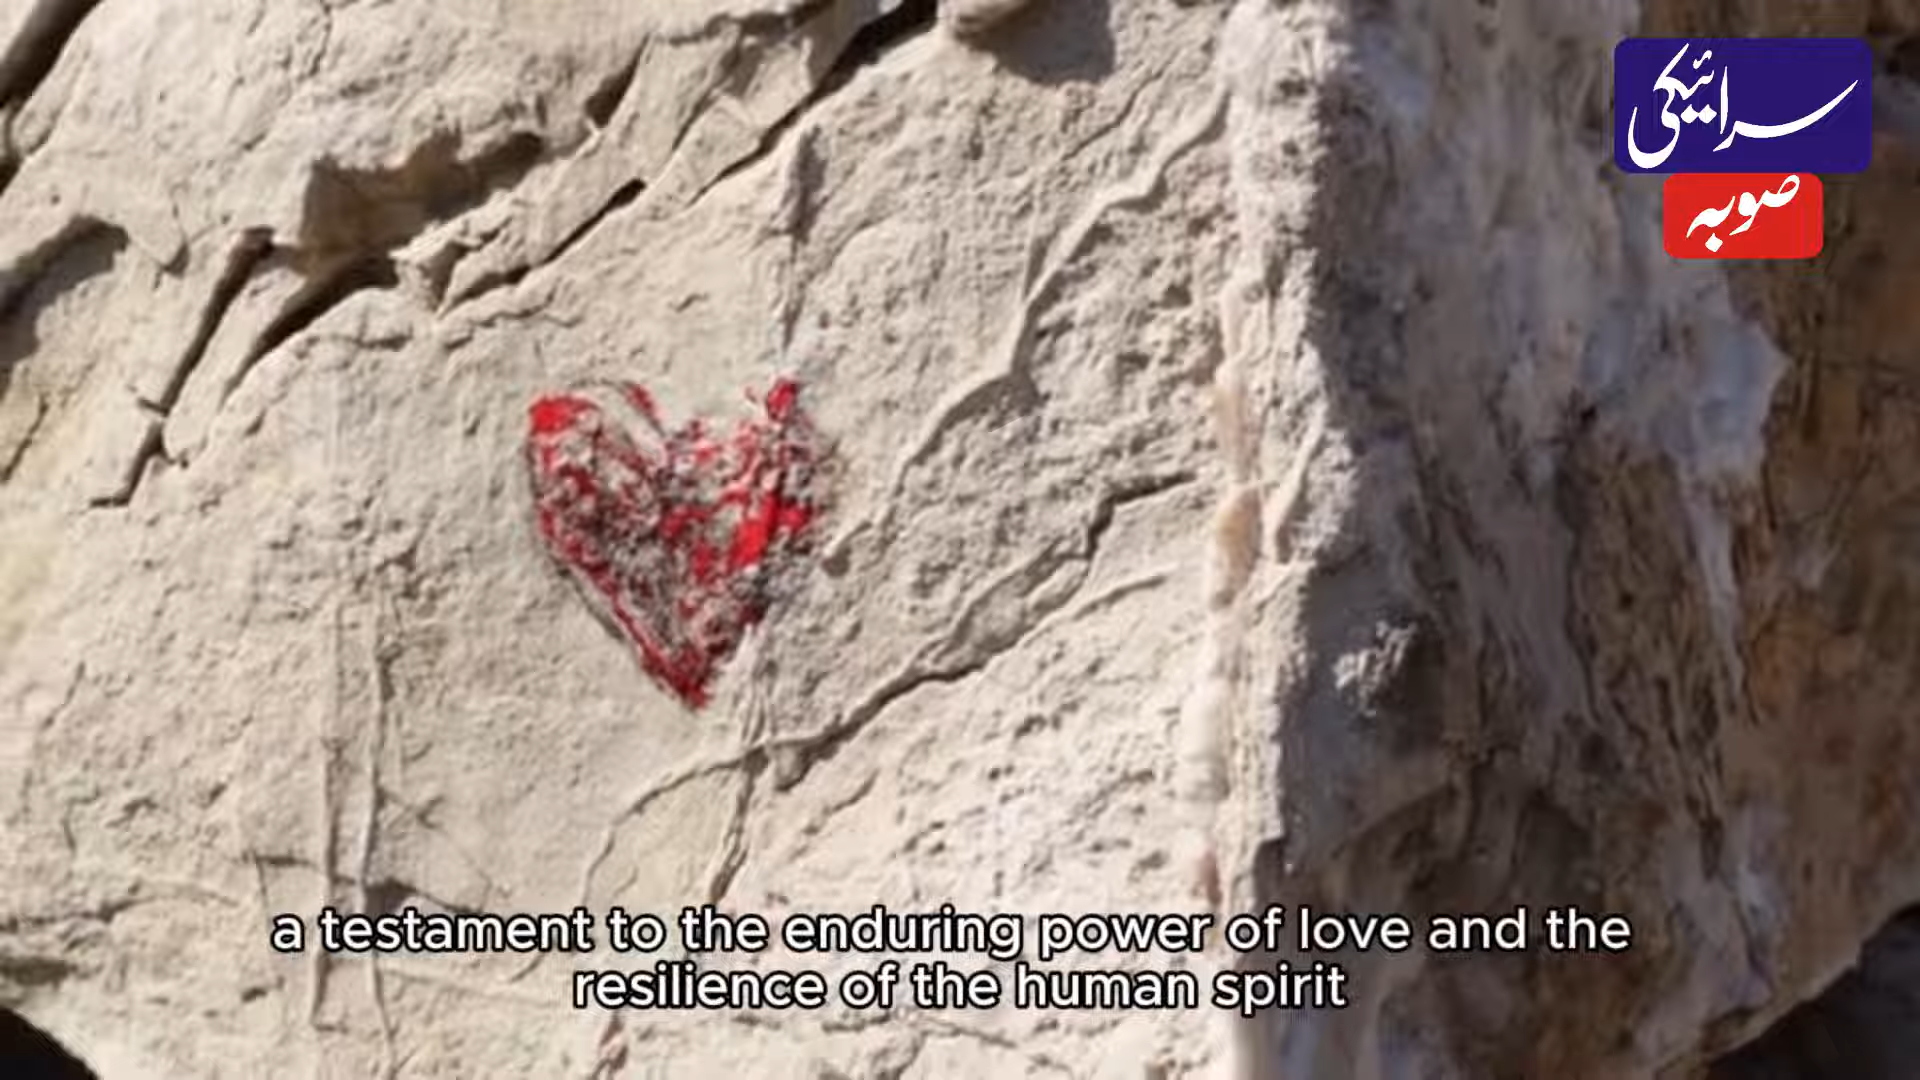 سرائیکی
صوبہ
a testament to the enduring power of love and the
resilience of the human spirit